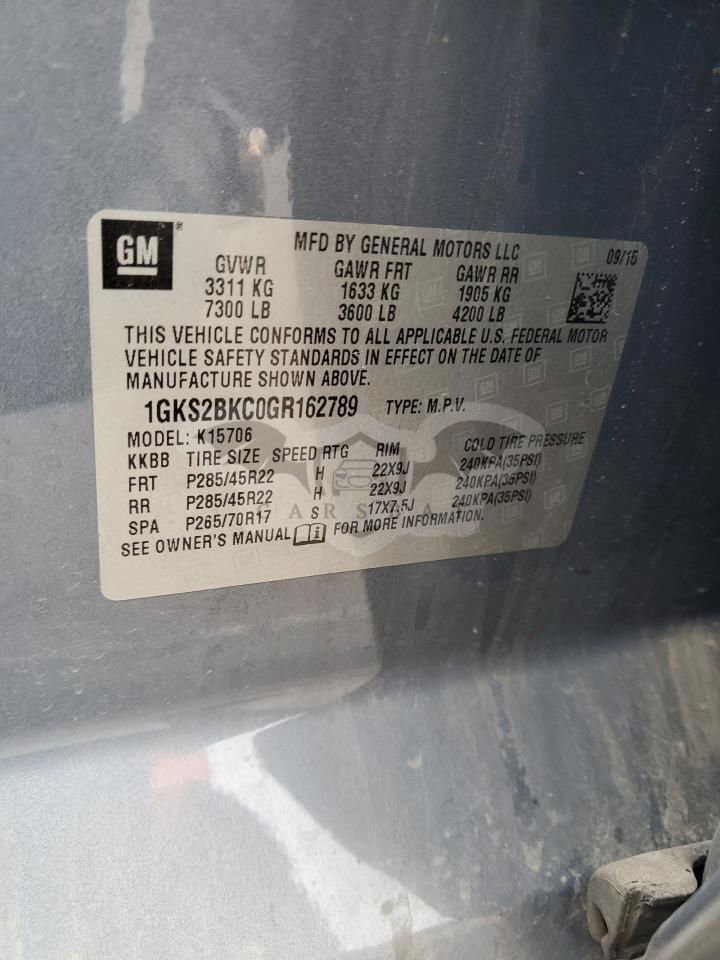 GM ®
MFD BY GENERAL MOTORS LLC 09/15
GVWR GAWR FRT GAWR RR
3311 KG 1633 KG 1905 KG
7300 LB 3600 LB 4200 LB
THIS VEHICLE CONFORMS TO ALL APPLICABLE U.S. FEDERAL MOTOR
VEHICLE SAFETY STANDARDS IN EFFECT ON THE DATE OF
MANUFACTURE SHOWN ABOVE.
1GKS2BKC0GR162789 TYPE: M.P.V.
MODEL: K15706
KKBB TIRE SIZE SPEED RTG RIM COLD TIRE PRESSURE
FRT P285/45R22 H 22X9J 240KPA(35PSI)
RR P285/45R22 H 22X9J 240KPA(35PSI)
SPA P265/70R17 S 17X7.5J 240KPA(35PSI)
SEE OWNER'S MANUAL FOR MORE INFORMATION.